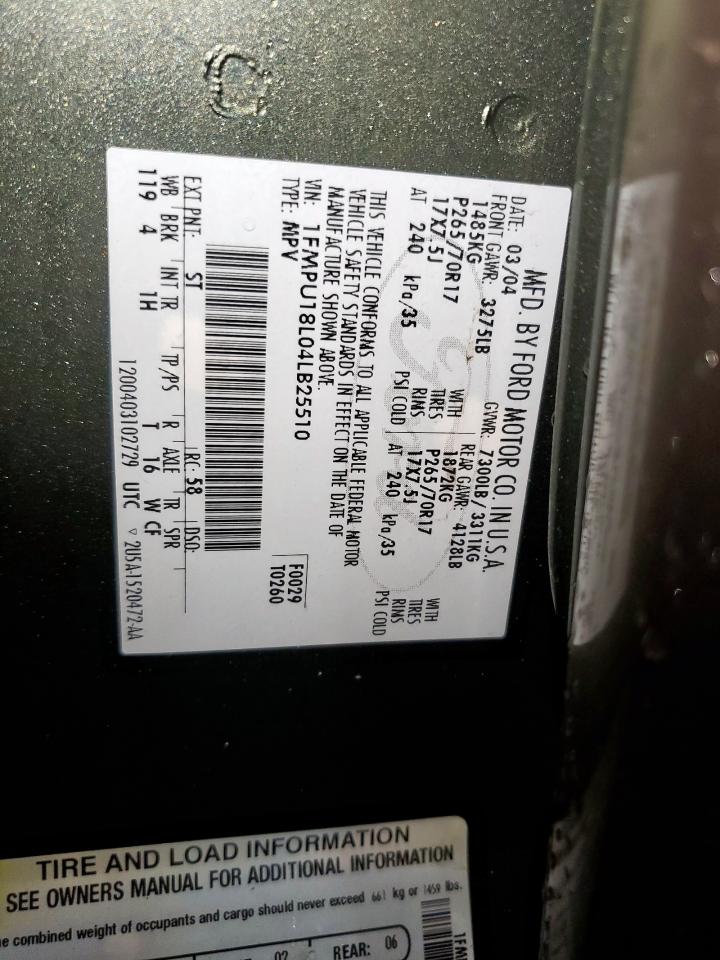 MFD. BY FORD MOTOR CO. IN U.S.A.
DATE: 03/04 GVWR: 7300LB / 3311KG
FRONT GAWR: 3275LB REAR GAWR: 4128LB
1485KG WITH 1872KG WITH
P265/70R17 TIRES P265/70R17 TIRES
17X7.5J RIMS 17X7.5J RIMS
AT 240 kPa/35 PSI COLD AT 240 kPa/35 PSI COLD
THIS VEHICLE CONFORMS TO ALL APPLICABLE FEDERAL MOTOR
VEHICLE SAFETY STANDARDS IN EFFECT ON THE DATE OF
MANUFACTURE SHOWN ABOVE.
VIN: 1FMPU18L04LB25510
TYPE: MPV
F0029
T0260
EXT PNT: ST RC: 58 DSO:
WB BRK INT TR TP/PS R AXLE TR SPR
119 4 1H T 16 W CF
1200403102729 UTC ▽ 2U5A-1520472-AA
TIRE AND LOAD INFORMATION
SEE OWNERS MANUAL FOR ADDITIONAL INFORMATION
e combined weight of occupants and cargo should never exceed 661 kg or 1459 lbs.
02 REAR: 06
1FM